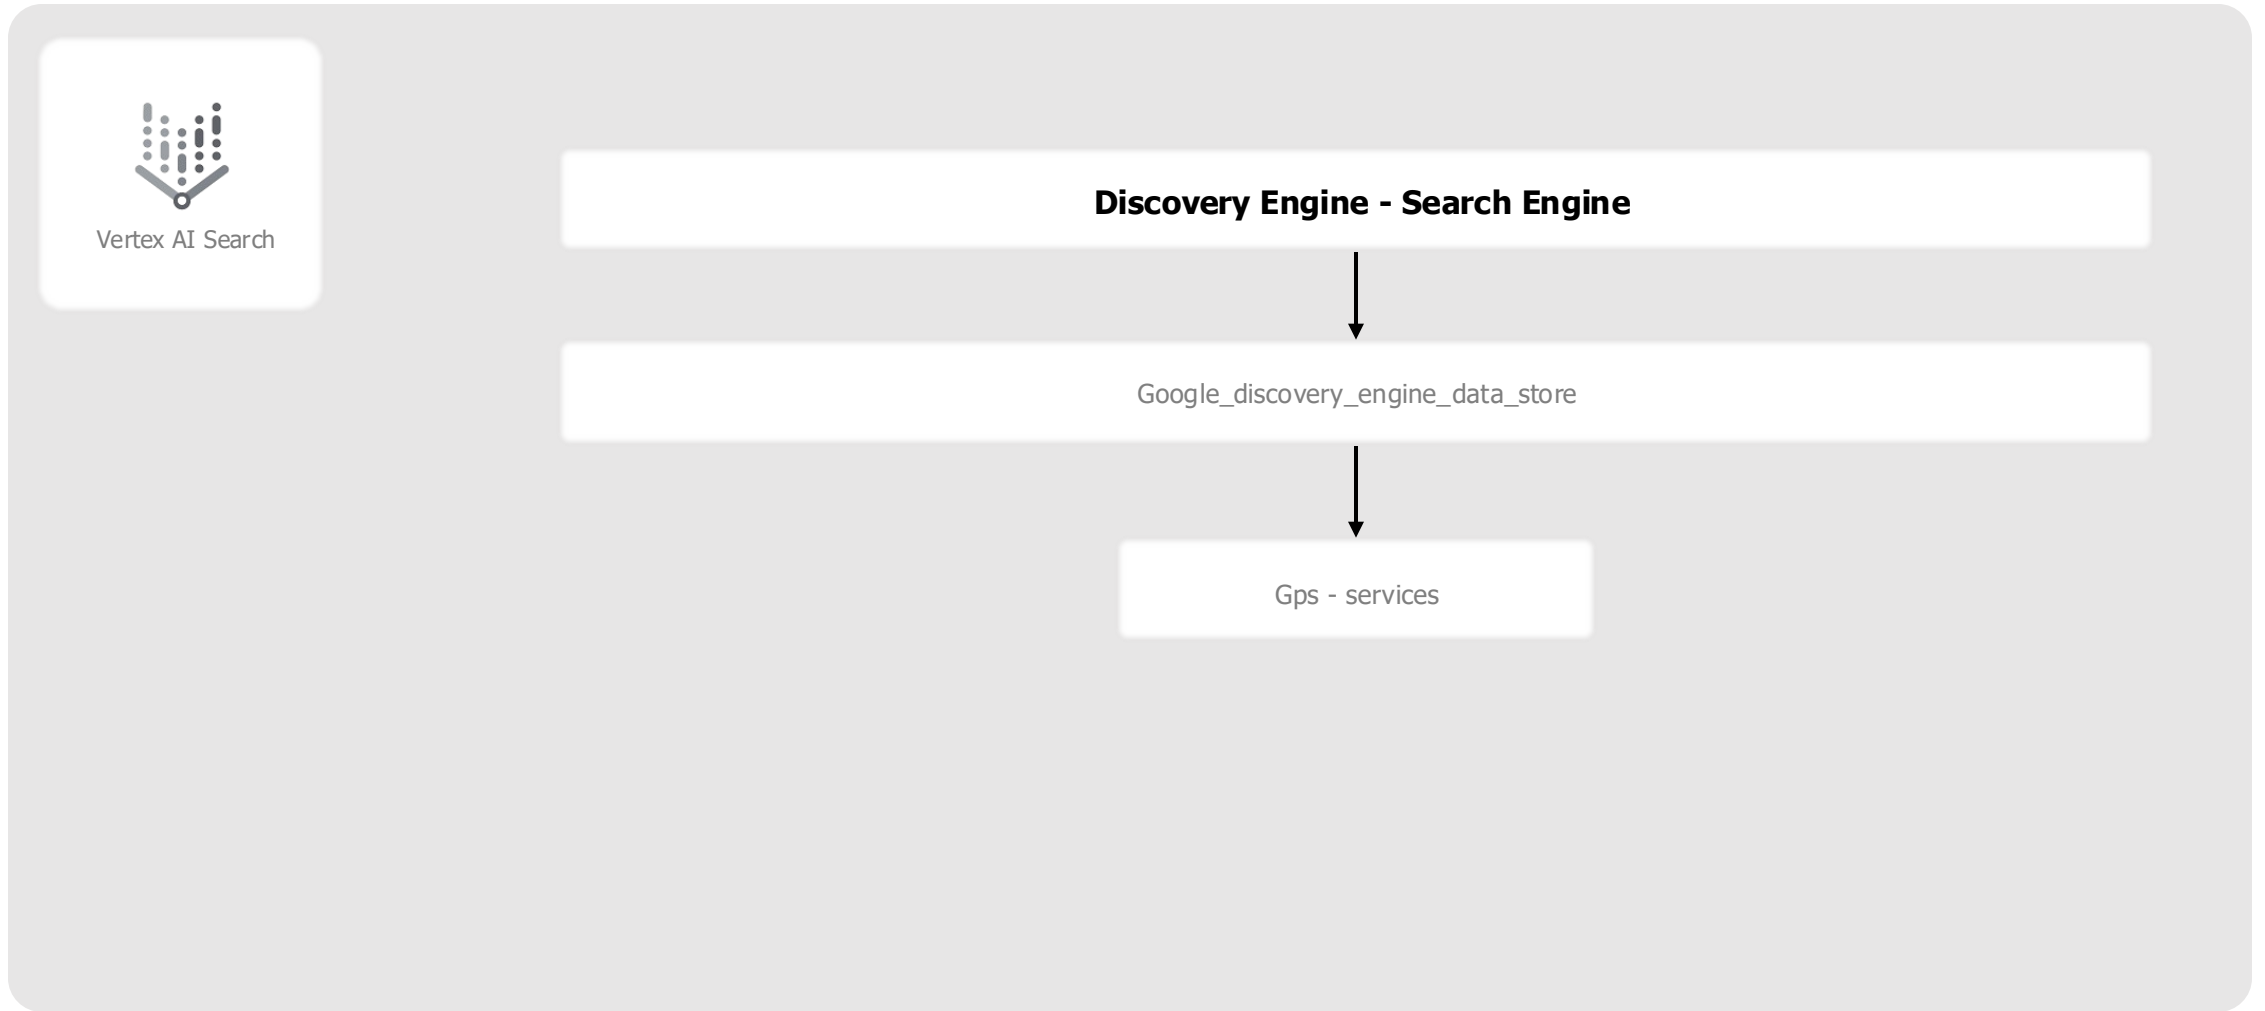 Vertex AI Search
Discovery Engine - Search Engine
Google_discovery_engine_data_store
Gps - services